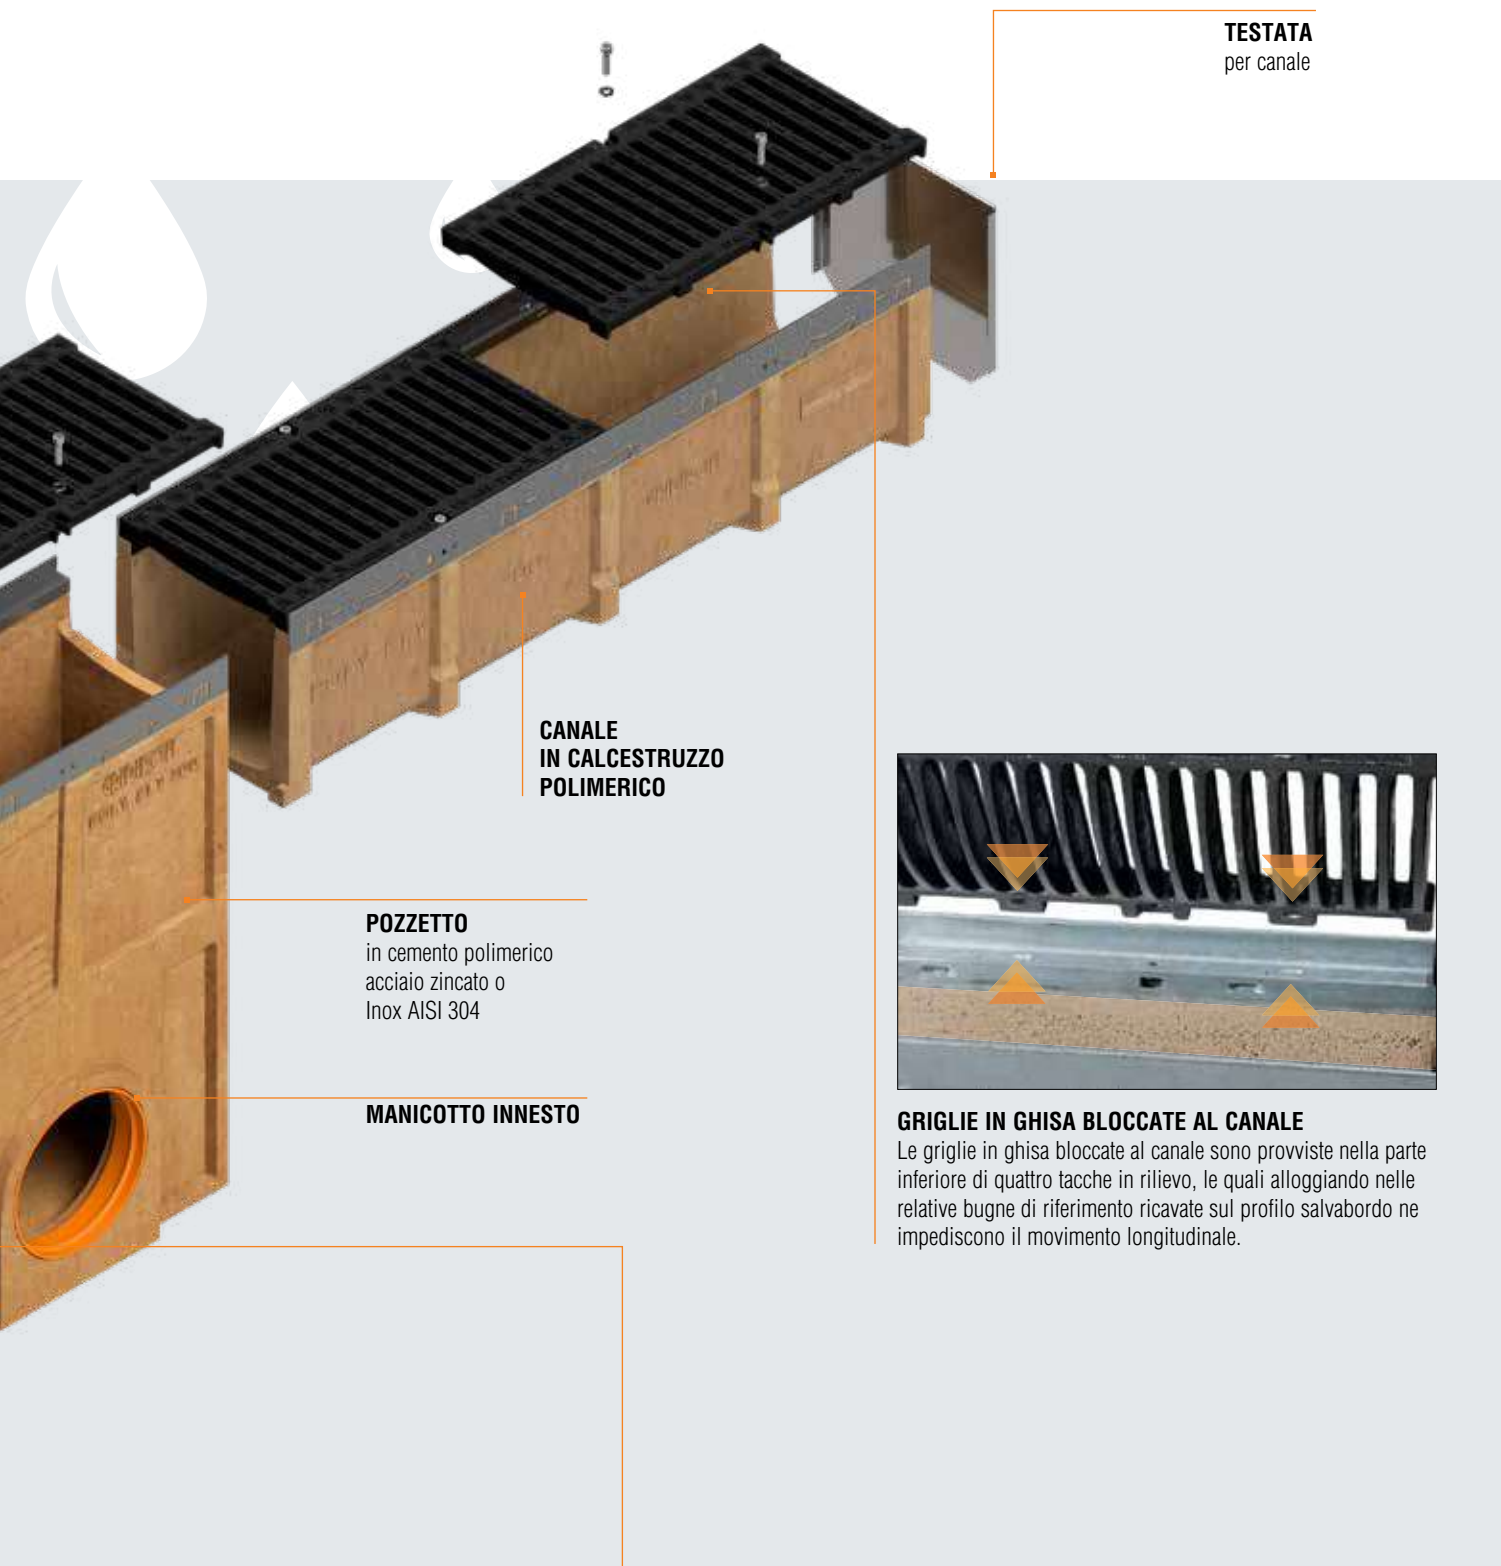 TESTATA
per canale
CANALE
IN CALCESTRUZZO
POLIMERICO
POZZETTO
in cemento polimerico
acciaio zincato o
Inox AISI 304
MANICOTTO INNESTO
GRIGLIE IN GHISA BLOCCATE AL CANALE
Le griglie in ghisa bloccate al canale sono provviste nella parte
inferiore di quattro tacche in rilievo, le quali alloggiando nelle
relative bugne di riferimento ricavate sul profilo salvabordo ne
impediscono il movimento longitudinale.